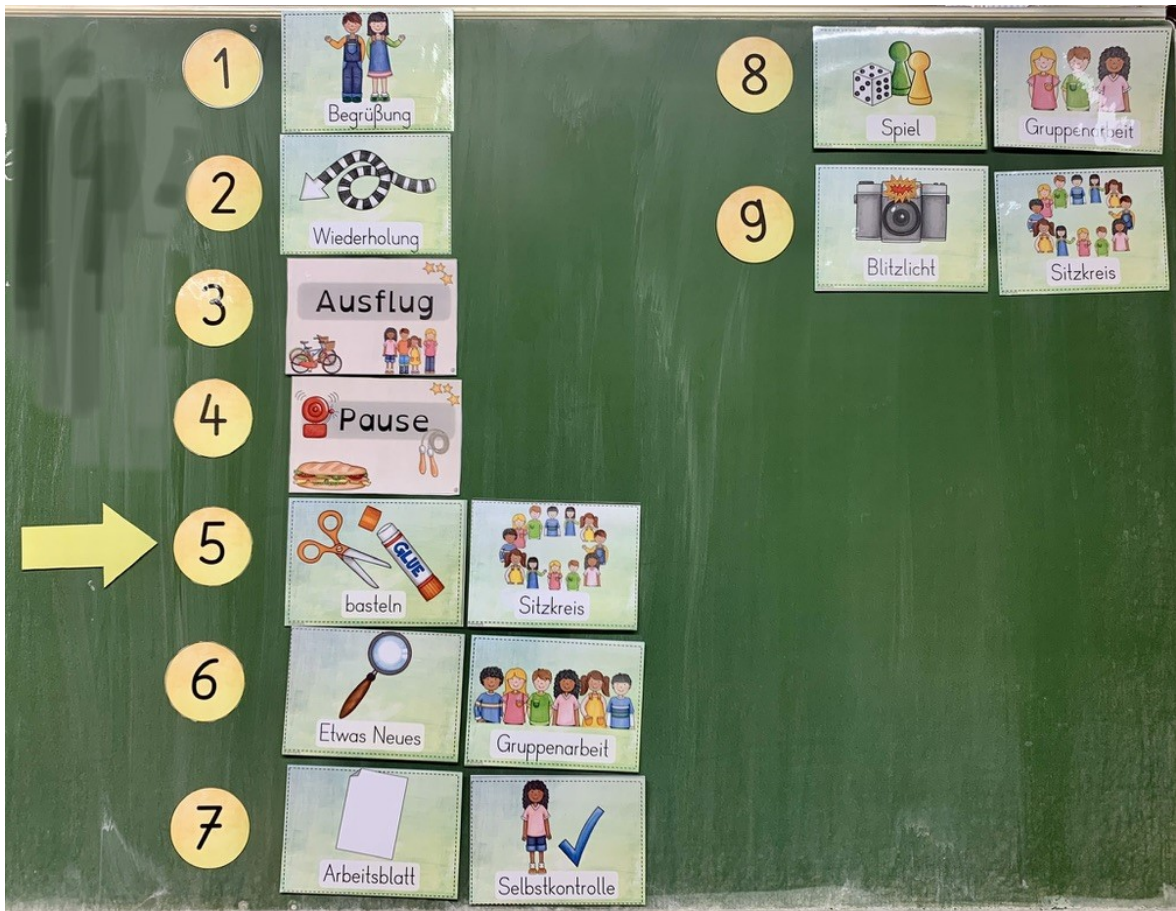 1
Begrüßung
2
Wiederholung
3
Ausflug
4
Pause
5
GLUE
basteln
Sitzkreis
6
Etwas Neues
Gruppenarbeit
7
Arbeitsblatt
Selbstkontrolle
8
Spiel
Gruppenarbeit
9
Blitzlicht
Sitzkreis